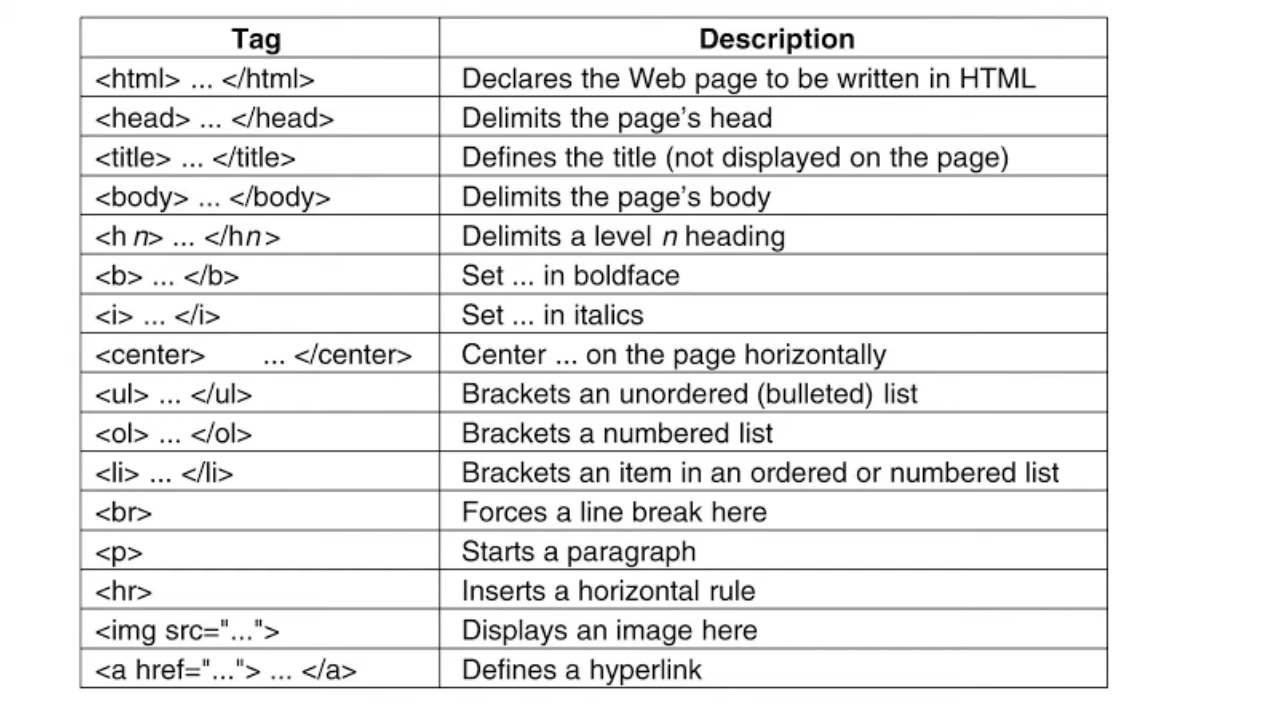 Tag Description
<html> ... </html> Declares the Web page to be written in HTML
<head> ... </head> Delimits the page's head
<title> ... </title> Defines the title (not displayed on the page)
<body> ... </body> Delimits the page's body
<h n> ... </hn> Delimits a level n heading
<b> ... </b> Set ... in boldface
<i> ... </i> Set ... in italics
<center> ... </center> Center ... on the page horizontally
<ul> ... </ul> Brackets an unordered (bulleted) list
<ol> ... </ol> Brackets a numbered list
<li> ... </li> Brackets an item in an ordered or numbered list
<br> Forces a line break here
<p> Starts a paragraph
<hr> Inserts a horizontal rule
<img src="..."> Displays an image here
<a href="..."> ... </a> Defines a hyperlink